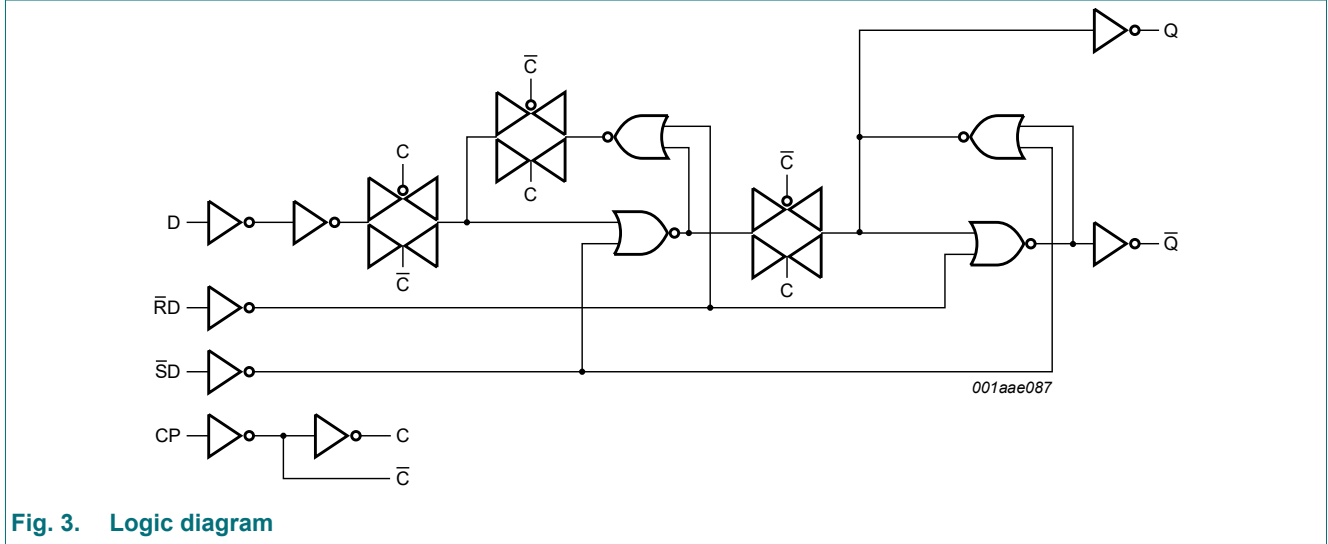 Q
C̅
C
C̅
C
C
D
Q̅
C̅
C
R̅D
S̅D
001aae087
CP
C
C̅
Fig. 3. Logic diagram